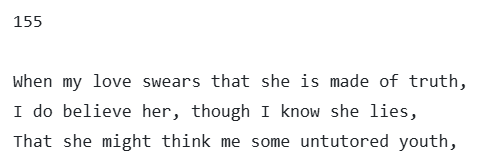 155
When my love swears that she is made of truth,
I do believe her, though I know she lies,
That she might think me some untutored youth,